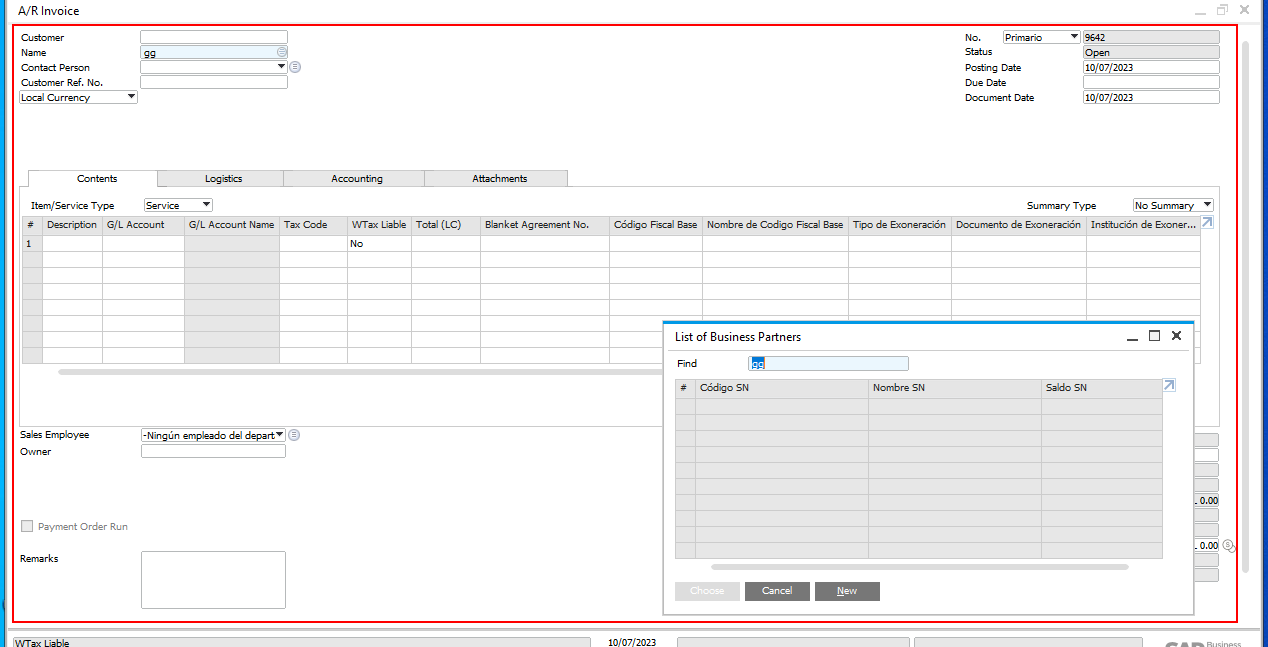 A/R Invoice
Customer
Name gg
Contact Person
Customer Ref. No.
Local Currency
No. Primario 9642
Status Open
Posting Date 10/07/2023
Due Date
Document Date 10/07/2023
Contents Logistics Accounting Attachments
Item/Service Type Service Summary Type No Summary
# Description G/L Account G/L Account Name Tax Code WTax Liable Total (LC) Blanket Agreement No. Código Fiscal Base Nombre de Codigo Fiscal Base Tipo de Exoneración Documento de Exoneración Institución de Exoner...
1 No
List of Business Partners
Find gg
# Código SN Nombre SN Saldo SN
Choose Cancel New
Sales Employee -Ningún empleado del depart
Owner
. 0.00
Payment Order Run
. 0.00
Remarks
WTax Liable 10/07/2023
Business